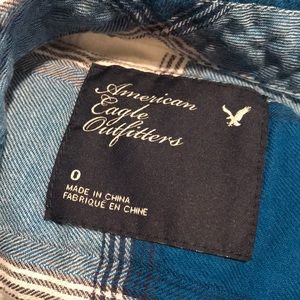 American
Eagle
Outfitters
0
MADE IN CHINA
FABRIQUÉ EN CHINE